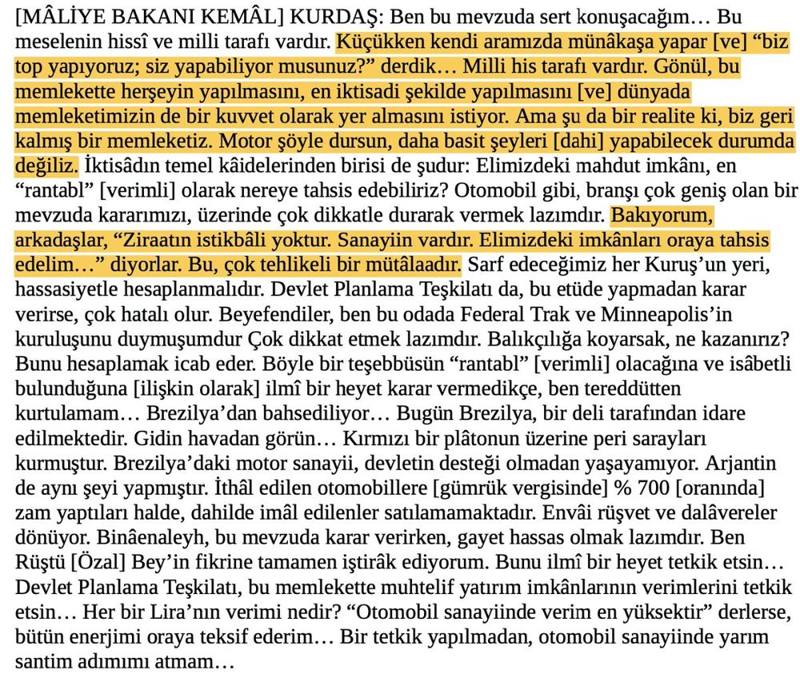 [MÂLİYE BAKANI KEMÂL] KURDAŞ: Ben bu mevzuda sert konuşacağım… Bu
meselenin hissî ve milli tarafı vardır. Küçükken kendi aramızda münâkaşa yapar [ve] “biz
top yapıyoruz; siz yapabiliyor musunuz?” derdik… Milli his tarafı vardır. Gönül, bu
memlekette herşeyin yapılmasını, en iktisadi şekilde yapılmasını [ve] dünyada
memleketimizin de bir kuvvet olarak yer almasını istiyor. Ama şu da bir realite ki, biz geri
kalmış bir memleketiz. Motor şöyle dursun, daha basit şeyleri [dahi] yapabilecek durumda
değiliz. İktisâdın temel kâidelerinden birisi de şudur: Elimizdeki mahdut imkânı, en
“rantabl” [verimli] olarak nereye tahsis edebiliriz? Otomobil gibi, branşı çok geniş olan bir
mevzuda kararımızı, üzerinde çok dikkatle durarak vermek lazımdır. Bakıyorum,
arkadaşlar, “Ziraatın istikbâli yoktur. Sanayiin vardır. Elimizdeki imkânları oraya tahsis
edelim…” diyorlar. Bu, çok tehlikeli bir mütâlaadır. Sarf edeceğimiz her Kuruş’un yeri,
hassasiyetle hesaplanmalıdır. Devlet Planlama Teşkilatı da, bu etüde yapmadan karar
verirse, çok hatalı olur. Beyefendiler, ben bu odada Federal Trak ve Minneapolis’in
kuruluşunu duymuşumdur Çok dikkat etmek lazımdır. Balıkçılığa koyarsak, ne kazanırız?
Bunu hesaplamak icab eder. Böyle bir teşebbüsün “rantabl” [verimli] olacağına ve isâbetli
bulunduğuna [ilişkin olarak] ilmî bir heyet karar vermedikçe, ben tereddütten
kurtulamam… Brezilya’dan bahsediliyor… Bugün Brezilya, bir deli tarafından idare
edilmektedir. Gidin havadan görün… Kırmızı bir plâtonun üzerine peri sarayları
kurmuştur. Brezilya’daki motor sanayii, devletin desteği olmadan yaşayamıyor. Arjantin
de aynı şeyi yapmıştır. İthâl edilen otomobillere [gümrük vergisinde] % 700 [oranında]
zam yaptıları halde, dahilde imâl edilenler satılamamaktadır. Envâi rüşvet ve dalâvereler
dönüyor. Binâenaleyh, bu mevzuda karar verirken, gayet hassas olmak lazımdır. Ben
Rüştü [Özal] Bey’in fikrine tamamen iştirâk ediyorum. Bunu ilmî bir heyet tetkik etsin…
Devlet Planlama Teşkilatı, bu memlekette muhtelif yatırım imkânlarının verimlerini tetkik
etsin… Her bir Lira’nın verimi nedir? “Otomobil sanayiinde verim en yüksektir” derlerse,
bütün enerjimi oraya teksif ederim… Bir tetkik yapılmadan, otomobil sanayiinde yarım
santim adımımı atmam…